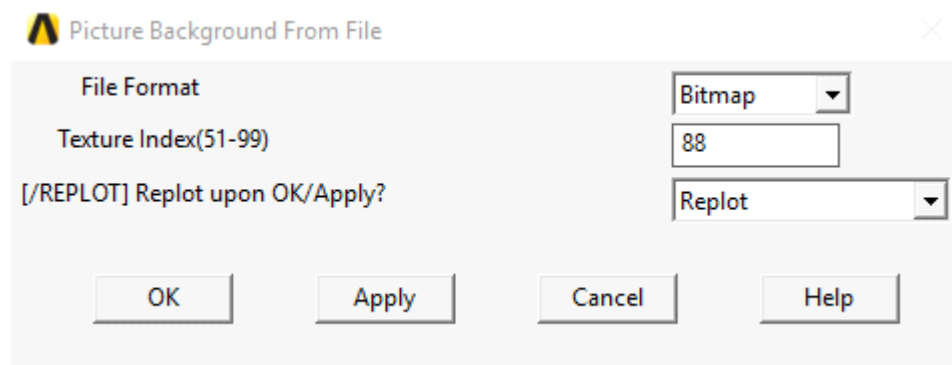 Picture Background From File
File Format Bitmap
Texture Index(51-99) 88
[/REPLOT] Replot upon OK/Apply? Replot
OK Apply Cancel Help